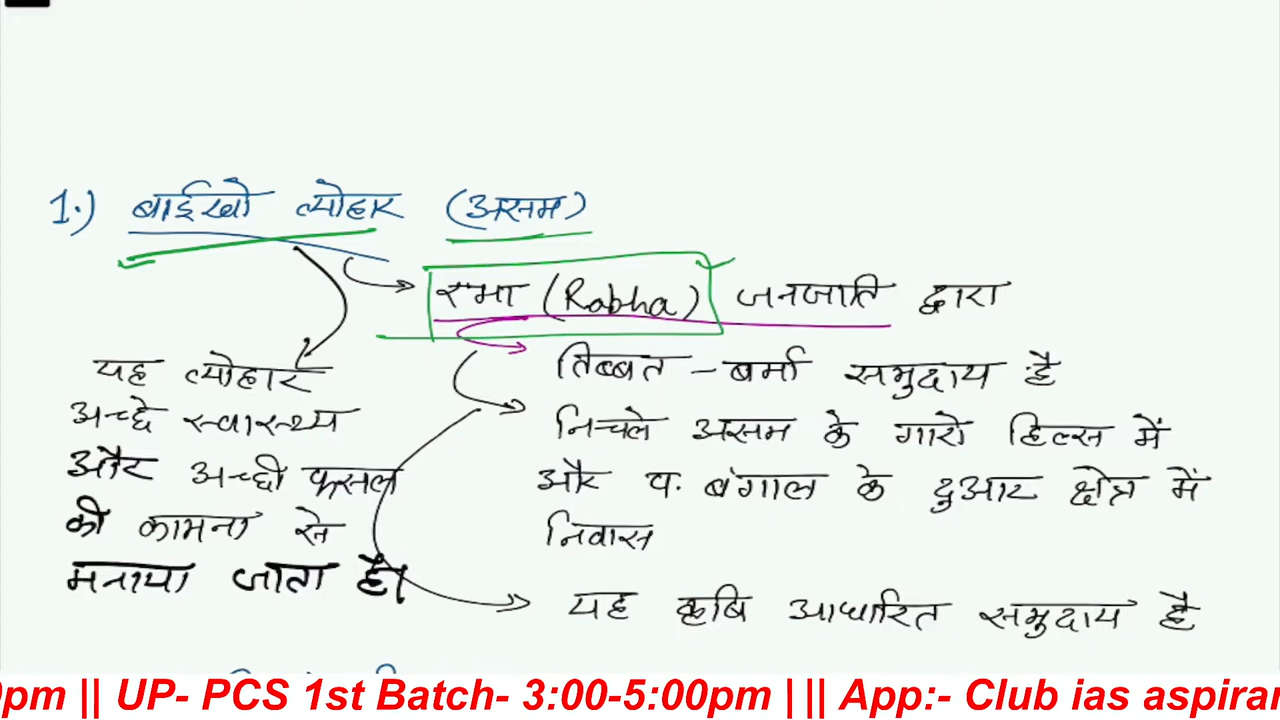 1.) बाईखो त्योहार (असम)
रभा (Rabha) जनजाति द्वारा
यह त्योहार
अच्छे स्वास्थ्य
और अच्छी फसल
की कामना से
मनाया जाता है।
तिब्बत - बर्मा समुदाय है
निचले असम के गारो हिल्स में
और प. बंगाल के दुआर क्षेत्र में
निवास
यह कृषि आधारित समुदाय है
0pm || UP- PCS 1st Batch- 3:00-5:00pm | || App:- Club ias aspiran